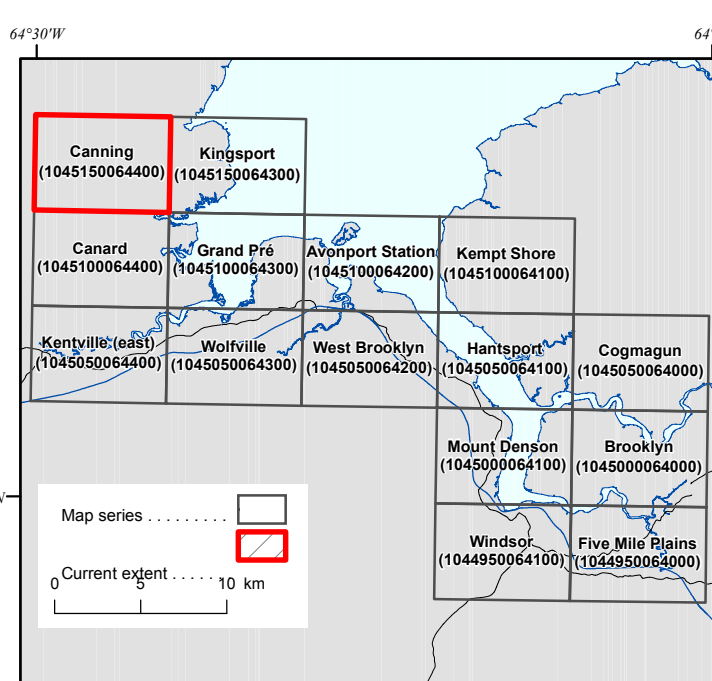 64°30'W
64°
Canning
(1045150064400)
Kingsport
(1045150064300)
Canard
(1045100064400)
Grand Pré
(1045100064300)
Avonport Station
(1045100064200)
Kempt Shore
(1045100064100)
Kentville (east)
(1045050064400)
Wolfville
(1045050064300)
West Brooklyn
(1045050064200)
Hantsport
(1045050064100)
Cogmagun
(1045050064000)
Mount Denson
(1045000064100)
Brooklyn
(1045000064000)
Windsor
(1044950064100)
Five Mile Plains
(1044950064000)
Map series . . . . . . . . .
Current extent . . . . . .
0 5 10 km